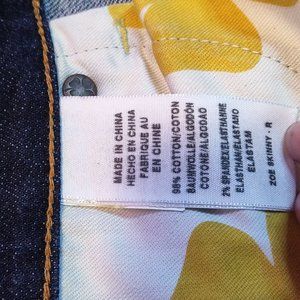 MADE IN CHINA
HECHO EN CHINA
FABRIQUE AU
EN CHINE
98% COTTON/COTON
BAUMWOLLE/ALGODÓN
COTONE/ALGODAO
2% SPANDEX/ELASTHANNE
ELASTHAN/ELASTANO
ELASTAM
ZOE SKINNY - R